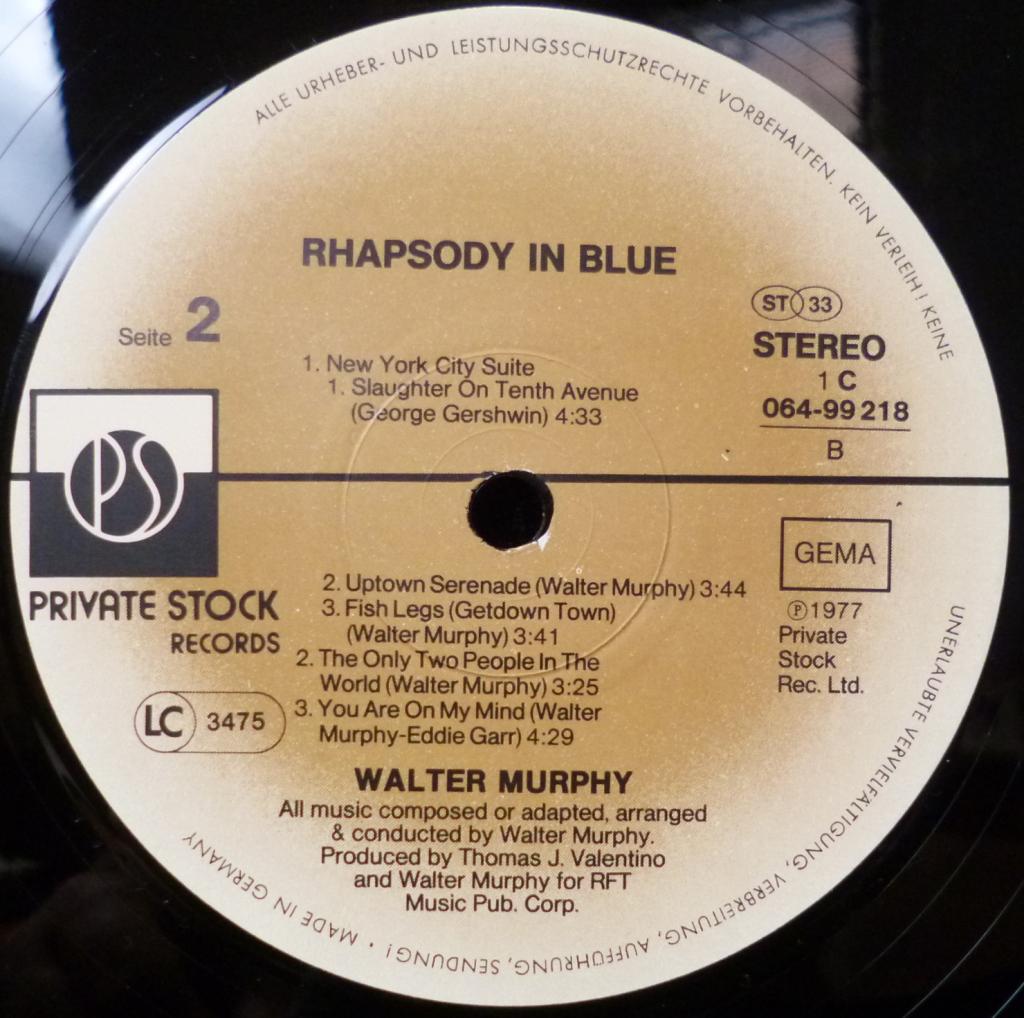 ALLE URHEBER- UND LEISTUNGSSCHUTZRECHTE VORBEHALTEN. KEIN VERLEIH! KEINE UNERLAUBTE VERVIELFÄLTIGUNG, VERBREITUNG, AUFFÜHRUNG, SENDUNG! • MADE IN GERMANY
RHAPSODY IN BLUE
Seite 2
ST 33
STEREO
1 C
064-99 218
B
1. New York City Suite
1. Slaughter On Tenth Avenue
(George Gershwin) 4:33
PS
PRIVATE STOCK
RECORDS
LC 3475
GEMA
Ⓟ1977
Private
Stock
Rec. Ltd.
2. Uptown Serenade (Walter Murphy) 3:44
3. Fish Legs (Getdown Town)
(Walter Murphy) 3:41
2. The Only Two People In The
World (Walter Murphy) 3:25
3. You Are On My Mind (Walter
Murphy-Eddie Garr) 4:29
WALTER MURPHY
All music composed or adapted, arranged
& conducted by Walter Murphy.
Produced by Thomas J. Valentino
and Walter Murphy for RFT
Music Pub. Corp.